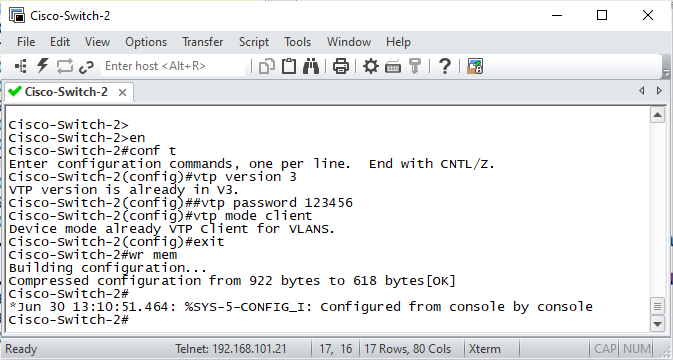 Cisco-Switch-2
File Edit View Options Transfer Script Tools Window Help
Enter host <Alt+R>
Cisco-Switch-2
Cisco-Switch-2>
Cisco-Switch-2>en
Cisco-Switch-2#conf t
Enter configuration commands, one per line.  End with CNTL/Z.
Cisco-Switch-2(config)#vtp version 3
VTP version is already in V3.
Cisco-Switch-2(config)##vtp password 123456
Cisco-Switch-2(config)#vtp mode client
Device mode already VTP Client for VLANS.
Cisco-Switch-2(config)#exit
Cisco-Switch-2#wr mem
Building configuration...
Compressed configuration from 922 bytes to 618 bytes[OK]
Cisco-Switch-2#
*Jun 30 13:10:51.464: %SYS-5-CONFIG_I: Configured from console by console
Cisco-Switch-2#
Ready Telnet: 192.168.101.21 17, 16 17 Rows, 80 Cols Xterm CAP NUM